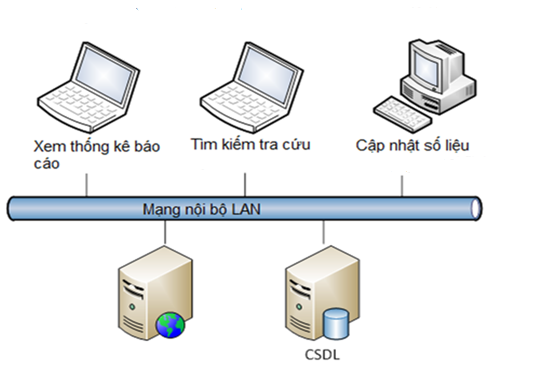 Xem thống kê báo
cáo
Tìm kiếm tra cứu
Cập nhật số liệu
Mạng nội bộ LAN
CSDL